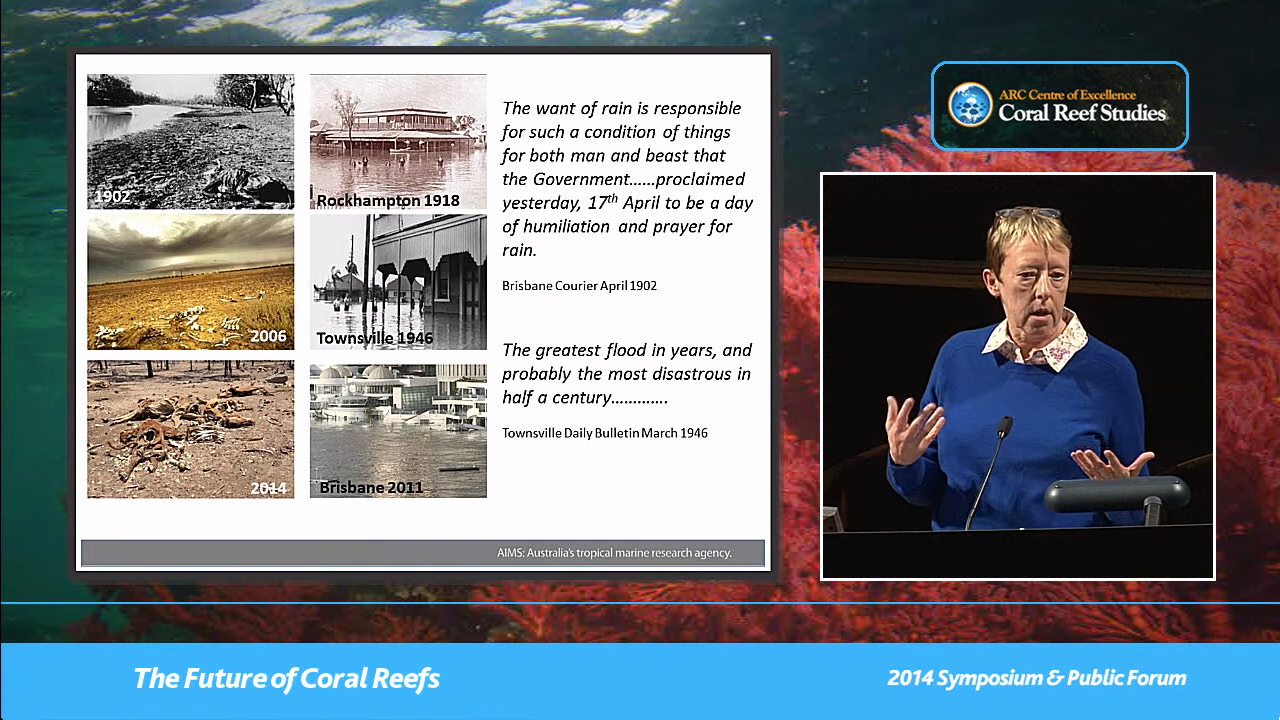 ARC Centre of Excellence
Coral Reef Studies
1902
2006
2014
Rockhampton 1918
Townsville 1946
Brisbane 2011
The want of rain is responsible
for such a condition of things
for both man and beast that
the Government......proclaimed
yesterday, 17th April to be a day
of humiliation and prayer for
rain.
Brisbane Courier April 1902
The greatest flood in years, and
probably the most disastrous in
half a century.............
Townsville Daily Bulletin March 1946
AIMS: Australia's tropical marine research agency.
The Future of Coral Reefs
2014 Symposium & Public Forum